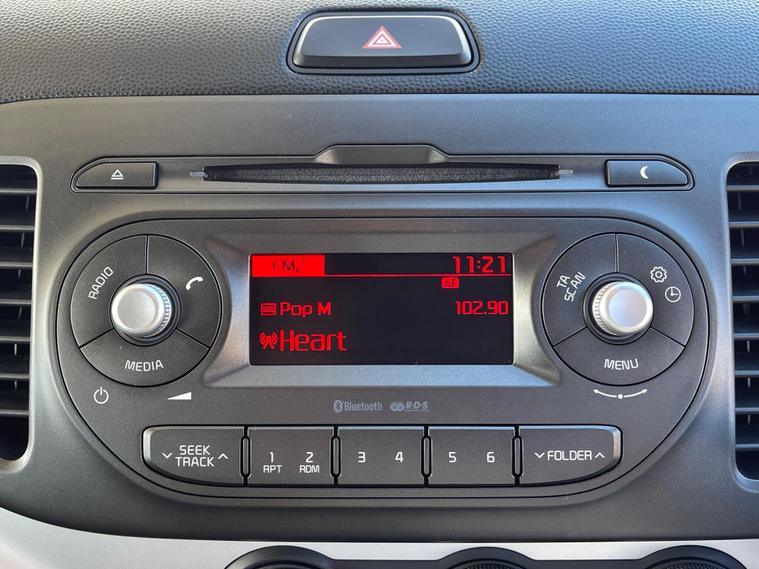 FM2 11:21
AF
Pop M 102.90
Heart
RADIO
MEDIA
TA
SCAN
MENU
Bluetooth R·D·S
SEEK
TRACK
1 2
RPT RDM
3 4
5 6
FOLDER